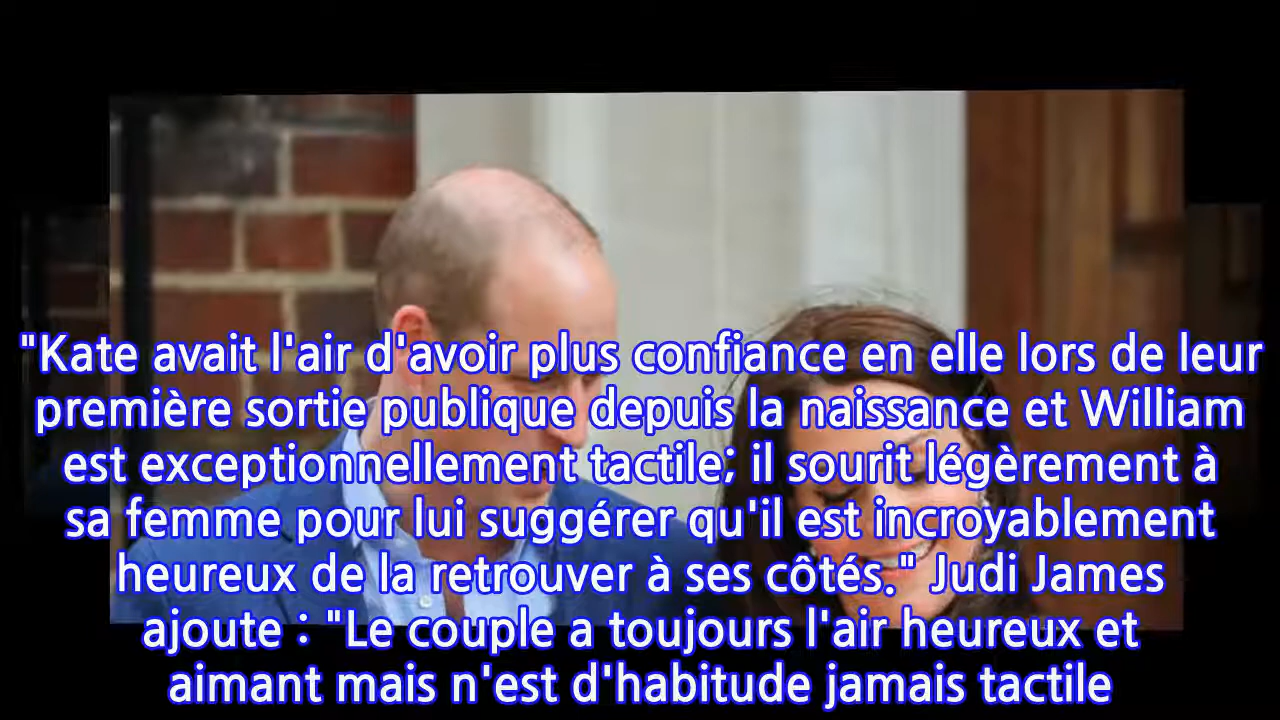 "Kate avait l'air d'avoir plus confiance en elle lors de leur
première sortie publique depuis la naissance et William
est exceptionnellement tactile; il sourit légèrement à
sa femme pour lui suggérer qu'il est incroyablement
heureux de la retrouver à ses côtés." Judi James
ajoute : "Le couple a toujours l'air heureux et
aimant mais n'est d'habitude jamais tactile